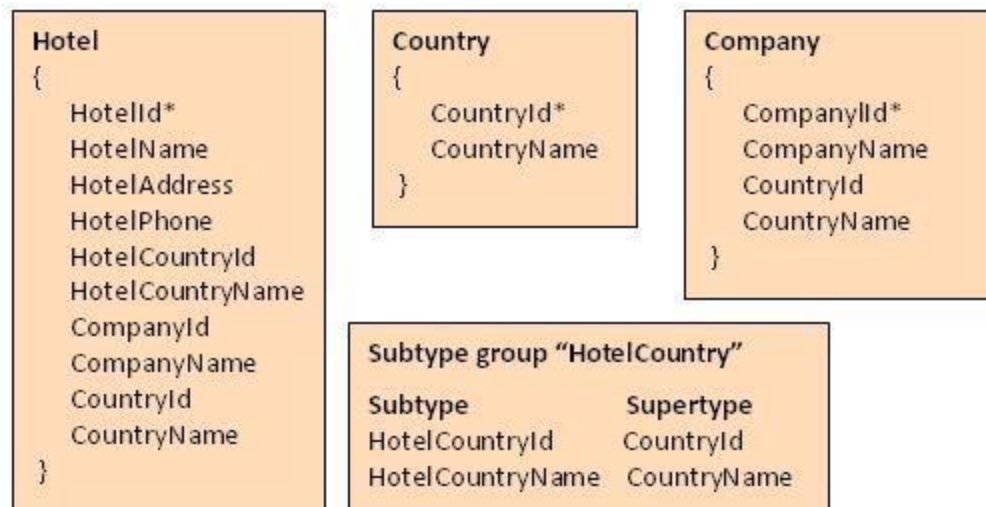 Hotel
{
HotelId*
HotelName
HotelAddress
HotelPhone
HotelCountryId
HotelCountryName
CompanyId
CompanyName
CountryId
CountryName
}
Country
{
CountryId*
CountryName
}
Company
{
CompanylId*
CompanyName
CountryId
CountryName
}
Subtype group “HotelCountry”
Subtype Supertype
HotelCountryId CountryId
HotelCountryName CountryName